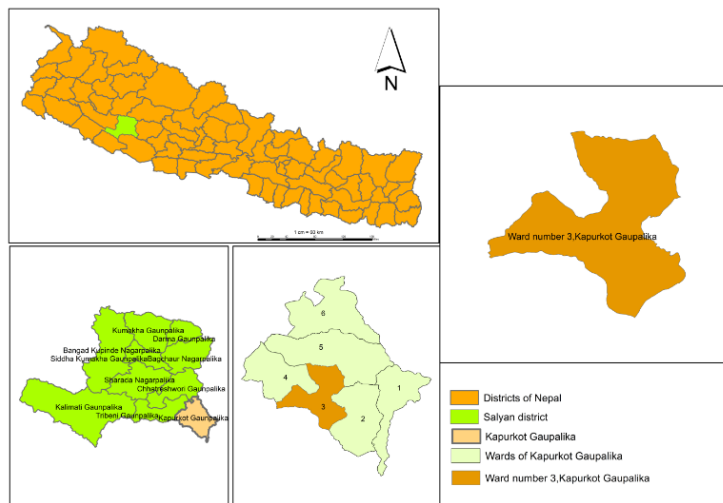 N
1 cm = 93 km
Ward number 3,Kapurkot Gaupalika
Kumakha Gaunpalika
Darma Gaunpalika
Bangad Kupinde Nagarpalika
Siddha Kumakha Gaunpalika
Bagchaur Nagarpalika
Sharada Nagarpalika
Chhatreshwori Gaunpalika
Kalimati Gaunpalika
Tribeni Gaunpalika
Kapurkot Gaunpalika
6
5
4
1
3
2
Districts of Nepal
Salyan district
Kapurkot Gaupalika
Wards of Kapurkot Gaupalika
Ward number 3,Kapurkot Gaupalika